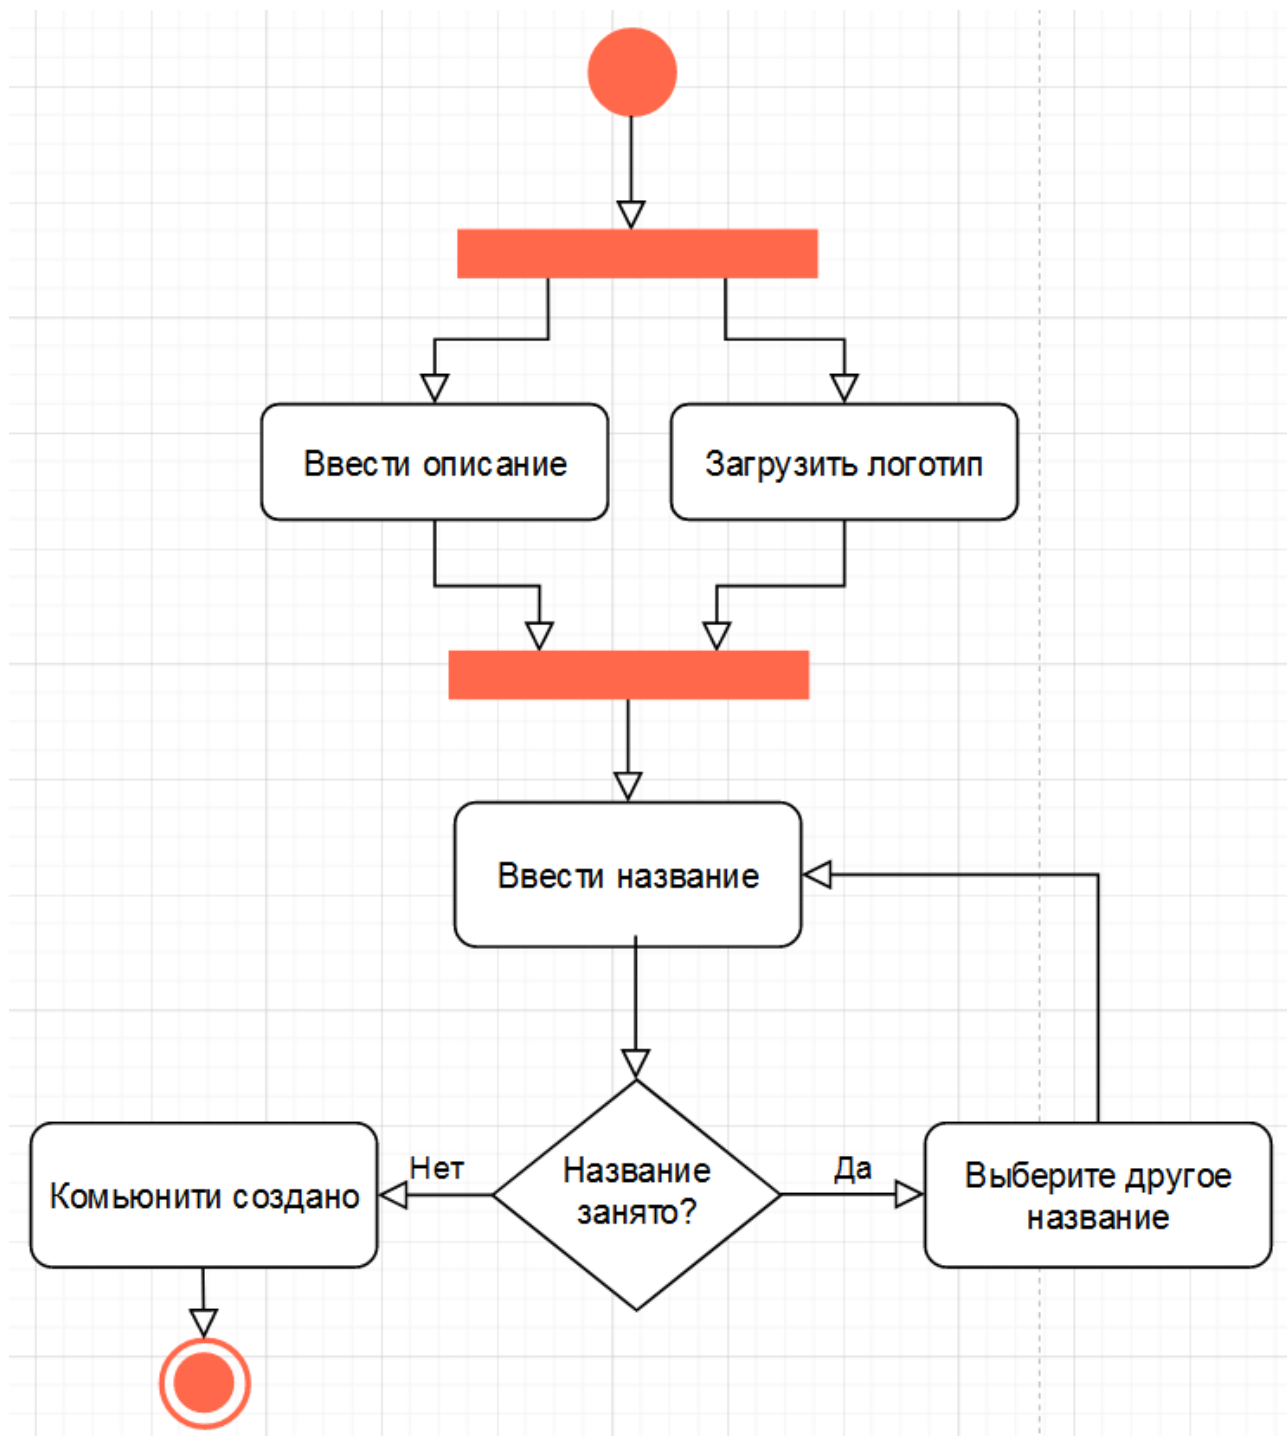 Ввести описание
Загрузить логотип
Ввести название
Нет
Да
Комьюнити создано
Название
занято?
Выберите другое
название